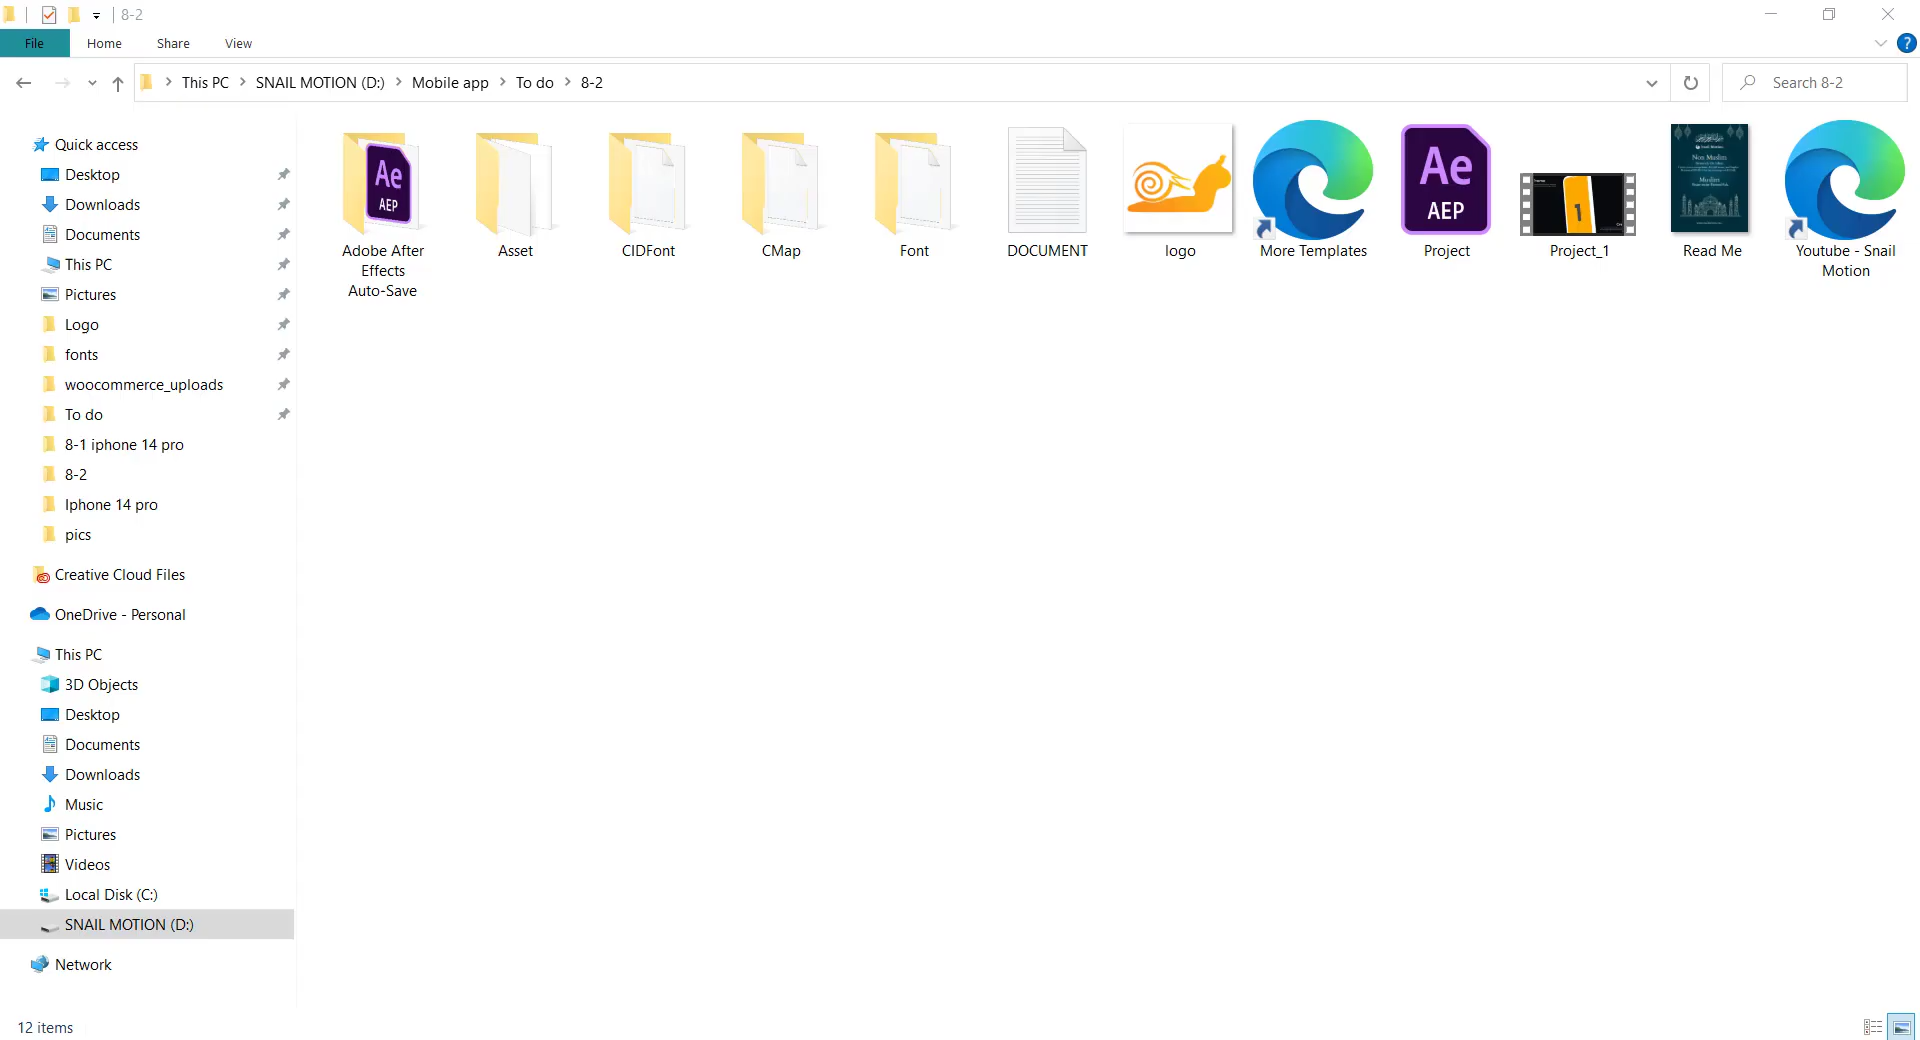 8-2
File
Home
Share
View
This PC
SNAIL MOTION (D:)
Mobile app
To do
8-2
Search 8-2
Quick access
Desktop
Downloads
Documents
This PC
Pictures
Logo
fonts
woocommerce_uploads
To do
8-1 iphone 14 pro
8-2
Iphone 14 pro
pics
Creative Cloud Files
OneDrive - Personal
This PC
3D Objects
Desktop
Documents
Downloads
Music
Pictures
Videos
Local Disk (C:)
SNAIL MOTION (D:)
Network
Ae
AEP
Adobe After
Effects
Auto-Save
Asset
CIDFont
CMap
Font
DOCUMENT
logo
More Templates
Ae
AEP
Project
1
Project_1
Non Muslim
Muslim
Read Me
Youtube - Snail
Motion
12 items